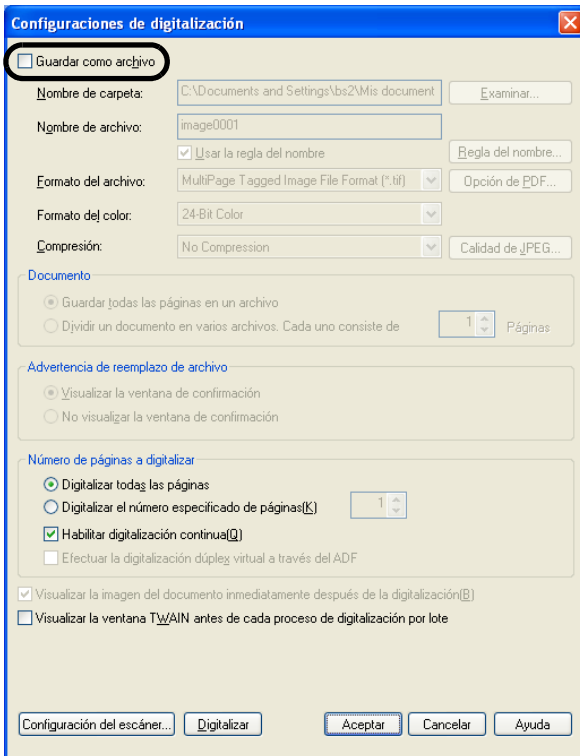 Configuraciones de digitalización
Guardar como archivo
Nombre de carpeta: C:\Documents and Settings\bs2\Mis document Examinar...
Nombre de archivo: image0001
Usar la regla del nombre Regla del nombre...
Formato del archivo: MultiPage Tagged Image File Format (*.tif) Opción de PDF...
Formato del color: 24-Bit Color
Compresión: No Compression Calidad de JPEG...
Documento
Guardar todas las páginas en un archivo
Dividir un documento en varios archivos. Cada uno consiste de 1 Páginas
Advertencia de reemplazo de archivo
Visualizar la ventana de confirmación
No visualizar la ventana de confirmación
Número de páginas a digitalizar
Digitalizar todas las páginas
Digitalizar el número especificado de páginas(K) 1
Habilitar digitalización continua(Q)
Efectuar la digitalización dúplex virtual a través del ADF
Visualizar la imagen del documento inmediatamente después de la digitalización(B)
Visualizar la ventana TWAIN antes de cada proceso de digitalización por lote
Configuración del escáner... Digitalizar Aceptar Cancelar Ayuda